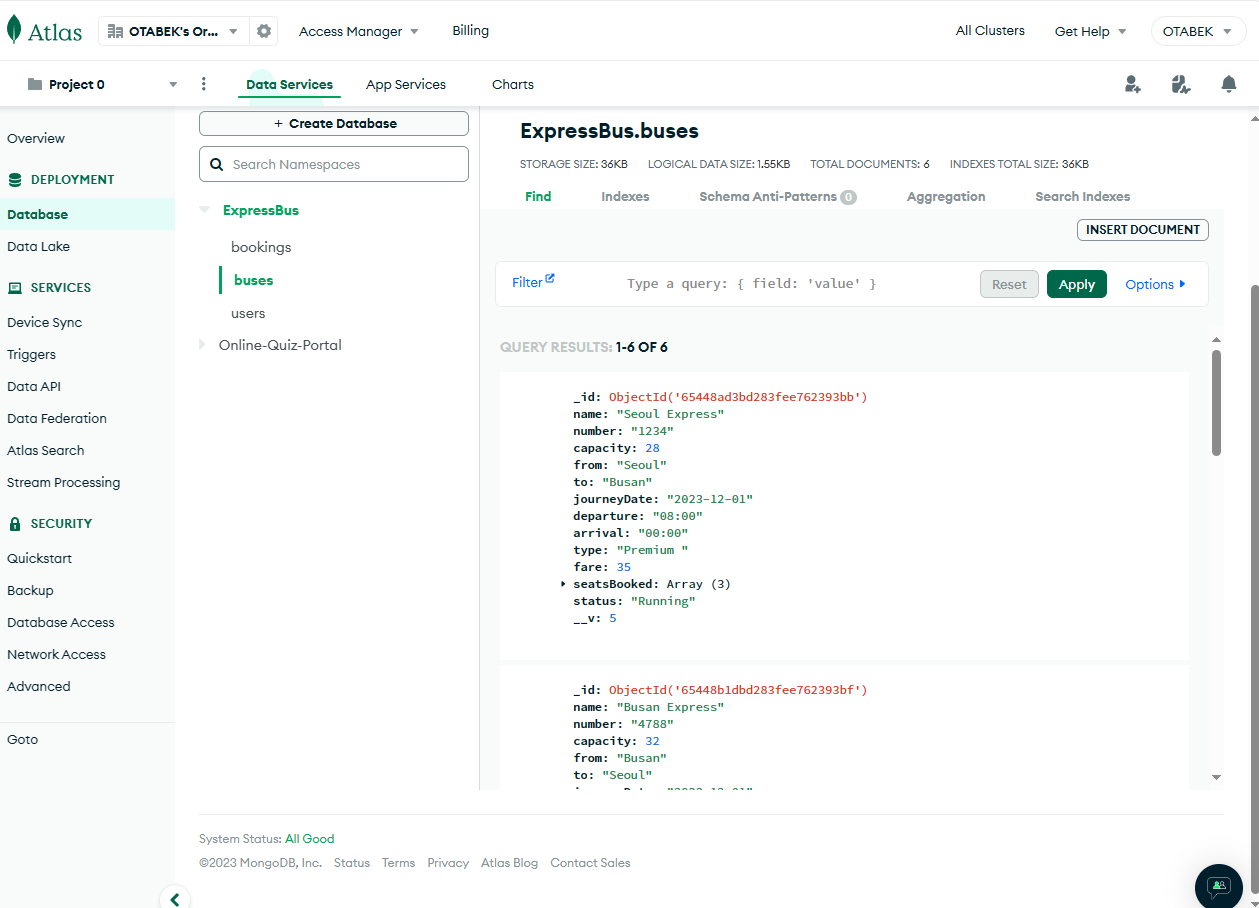 Atlas
OTABEK's Or...
Access Manager
Billing
All Clusters
Get Help
OTABEK
Project 0
Data Services
App Services
Charts
Overview
DEPLOYMENT
Database
Data Lake
SERVICES
Device Sync
Triggers
Data API
Data Federation
Atlas Search
Stream Processing
SECURITY
Quickstart
Backup
Database Access
Network Access
Advanced
Goto
+ Create Database
Search Namespaces
ExpressBus
bookings
buses
users
Online-Quiz-Portal
ExpressBus.buses
STORAGE SIZE: 36KB LOGICAL DATA SIZE: 1.55KB TOTAL DOCUMENTS: 6 INDEXES TOTAL SIZE: 36KB
Find Indexes Schema Anti-Patterns 0 Aggregation Search Indexes
INSERT DOCUMENT
Filter Type a query: { field: 'value' } Reset Apply Options
QUERY RESULTS: 1-6 OF 6
_id: ObjectId('65448ad3bd283fee762393bb')
name: "Seoul Express"
number: "1234"
capacity: 28
from: "Seoul"
to: "Busan"
journeyDate: "2023-12-01"
departure: "08:00"
arrival: "00:00"
type: "Premium "
fare: 35
seatsBooked: Array (3)
status: "Running"
__v: 5
_id: ObjectId('65448b1dbd283fee762393bf')
name: "Busan Express"
number: "4788"
capacity: 32
from: "Busan"
to: "Seoul"
System Status: All Good
©2023 MongoDB, Inc. Status Terms Privacy Atlas Blog Contact Sales